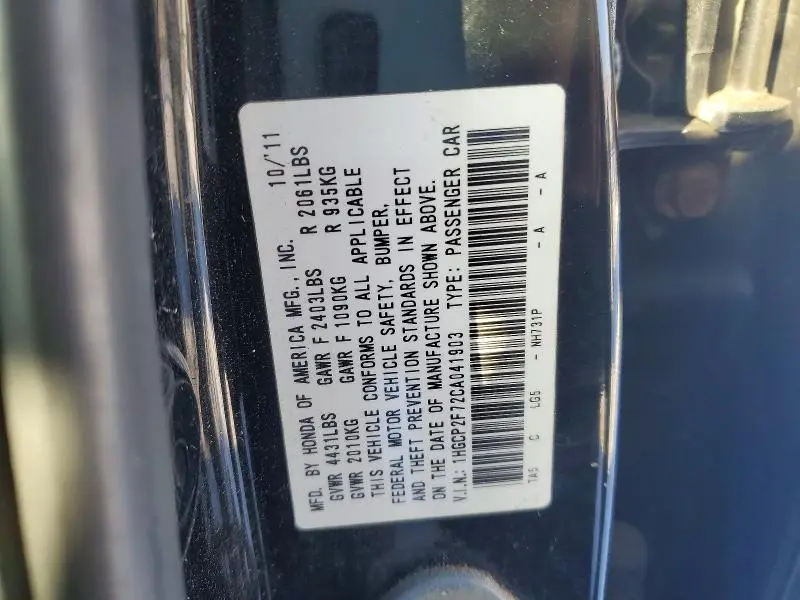 MFD. BY HONDA OF AMERICA MFG., INC. 10/'11
GVWR 4431LBS GAWR F 2403LBS R 2061LBS
GVWR 2010KG GAWR F 1090KG R 935KG
THIS VEHICLE CONFORMS TO ALL APPLICABLE
FEDERAL MOTOR VEHICLE SAFETY, BUMPER,
AND THEFT PREVENTION STANDARDS IN EFFECT
ON THE DATE OF MANUFACTURE SHOWN ABOVE.
V.I.N.: 1HGCP2F72CA041903 TYPE: PASSENGER CAR
TA5 C LG5 - NH731P - A - A